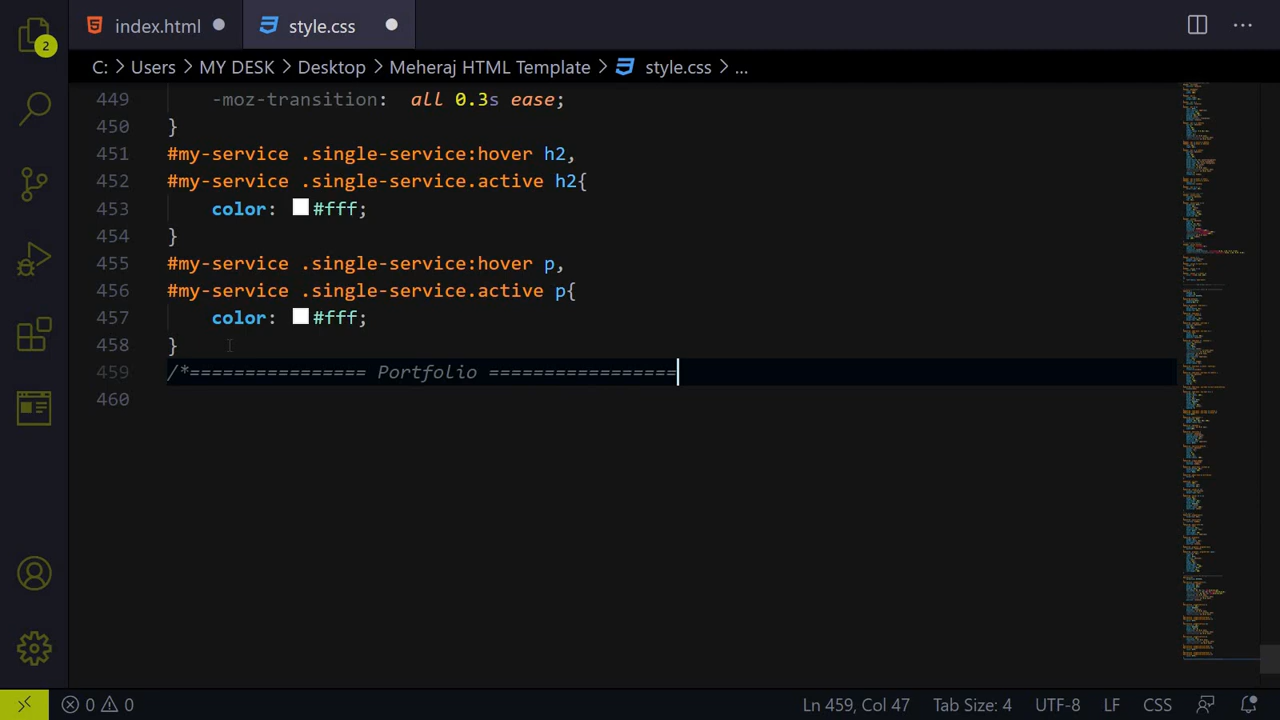 index.html
style.css
2
C: > Users > MY DESK > Desktop > Meheraj HTML Template > style.css > ...
449 -moz-transition: all 0.3s ease;
450 }
451 #my-service .single-service:hover h2,
452 #my-service .single-service.active h2{
453 color: #fff;
454 }
455 #my-service .single-service:hover p,
456 #my-service .single-service.active p{
457 color: #fff;
458 }
459 /*================ Portfolio =================
460
0 0 Ln 459, Col 47 Tab Size: 4 UTF-8 LF CSS